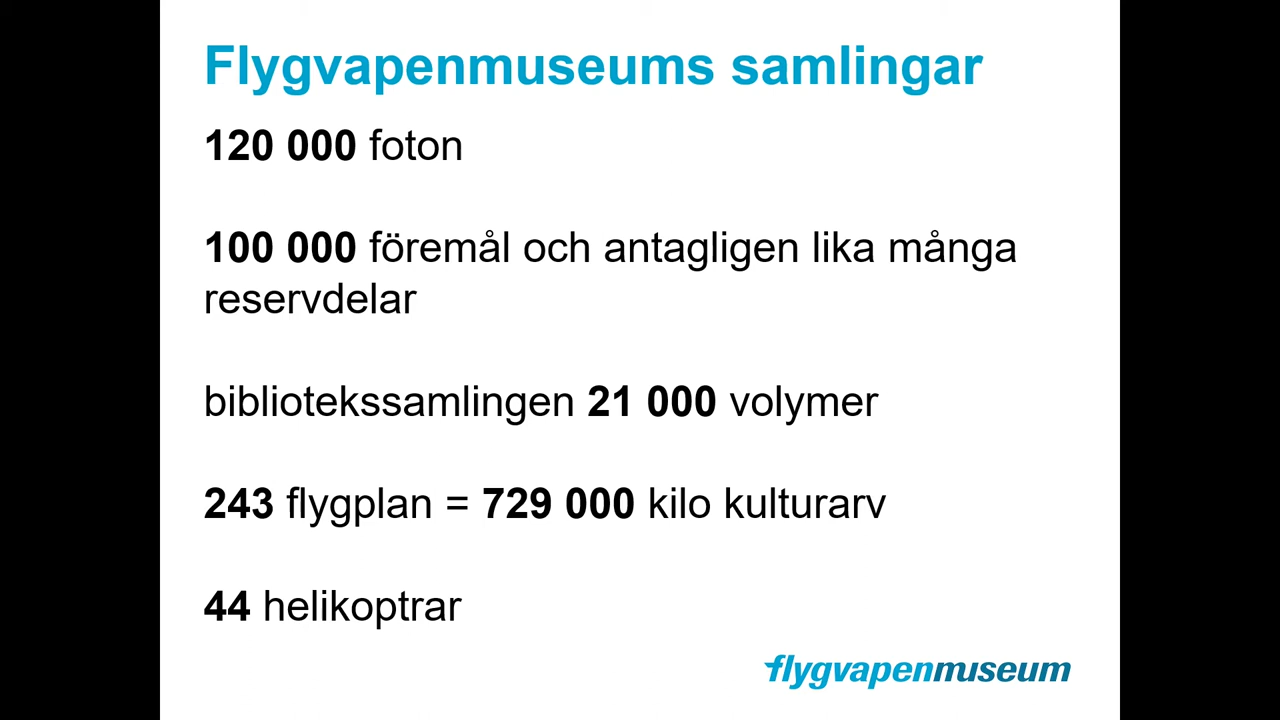 Flygvapenmuseums samlingar
120 000 foton
100 000 föremål och antagligen lika många
reservdelar
bibliotekssamlingen 21 000 volymer
243 flygplan = 729 000 kilo kulturarv
44 helikoptrar
flygvapenmuseum